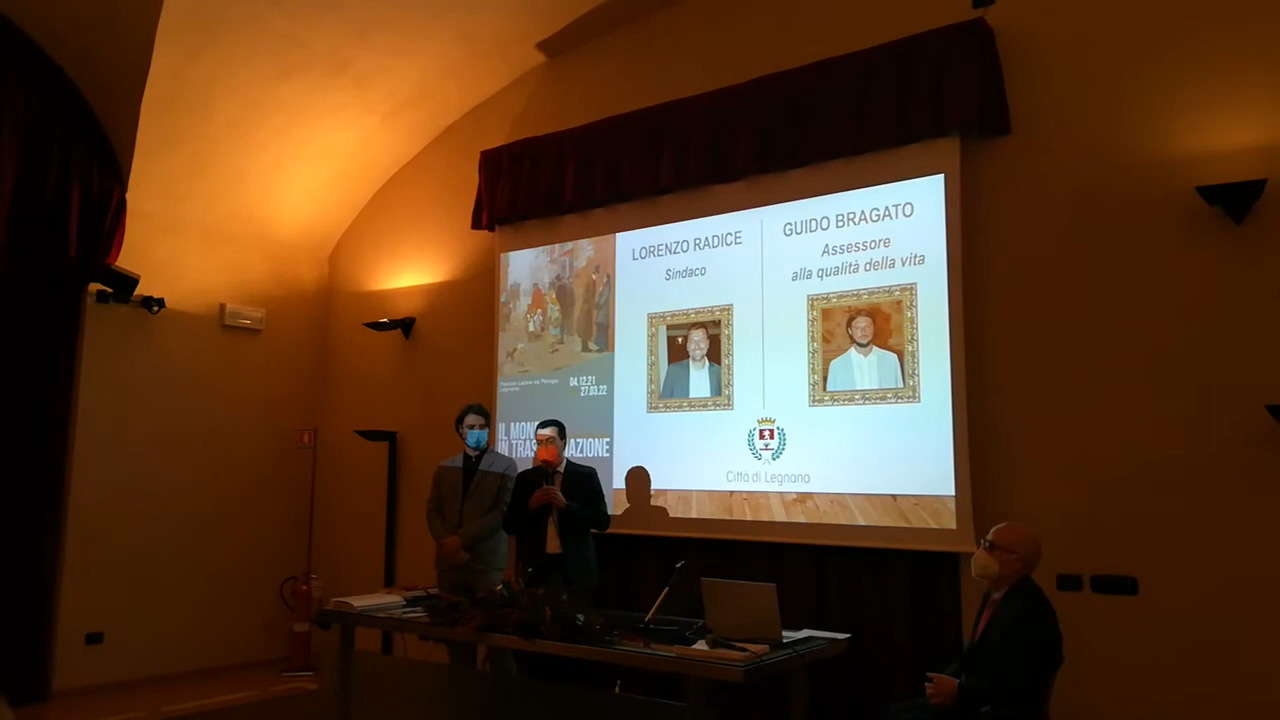 LORENZO RADICE
Sindaco
GUIDO BRAGATO
Assessore
alla qualità della vita
04.12.21
27.03.22
IL MON
IN TRAS AZIONE
Città di Legnano